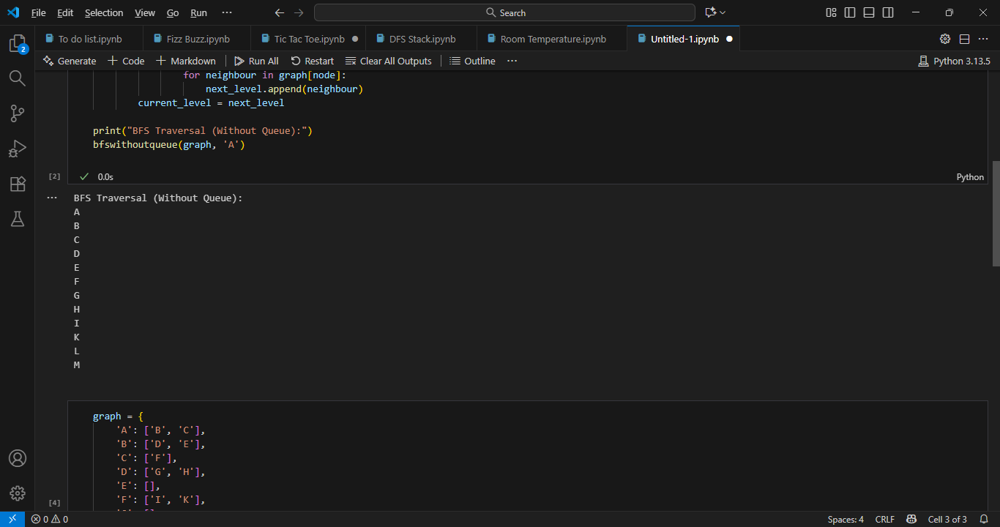 File Edit Selection View Go Run ... Search
To do list.ipynb Fizz Buzz.ipynb Tic Tac Toe.ipynb DFS Stack.ipynb Room Temperature.ipynb Untitled-1.ipynb
Generate Code Markdown Run All Restart Clear All Outputs Outline ... Python 3.13.5
2
for neighbour in graph[node]:
next_level.append(neighbour)
current_level = next_level
print("BFS Traversal (Without Queue):")
bfswithoutqueue(graph, 'A')
[2] 0.0s Python
BFS Traversal (Without Queue):
A
B
C
D
E
F
G
H
I
K
L
M
graph = {
'A': ['B', 'C'],
'B': ['D', 'E'],
'C': ['F'],
'D': ['G', 'H'],
'E': [],
'F': ['I', 'K'],
[4]
0 0 Spaces: 4 CRLF Cell 3 of 3